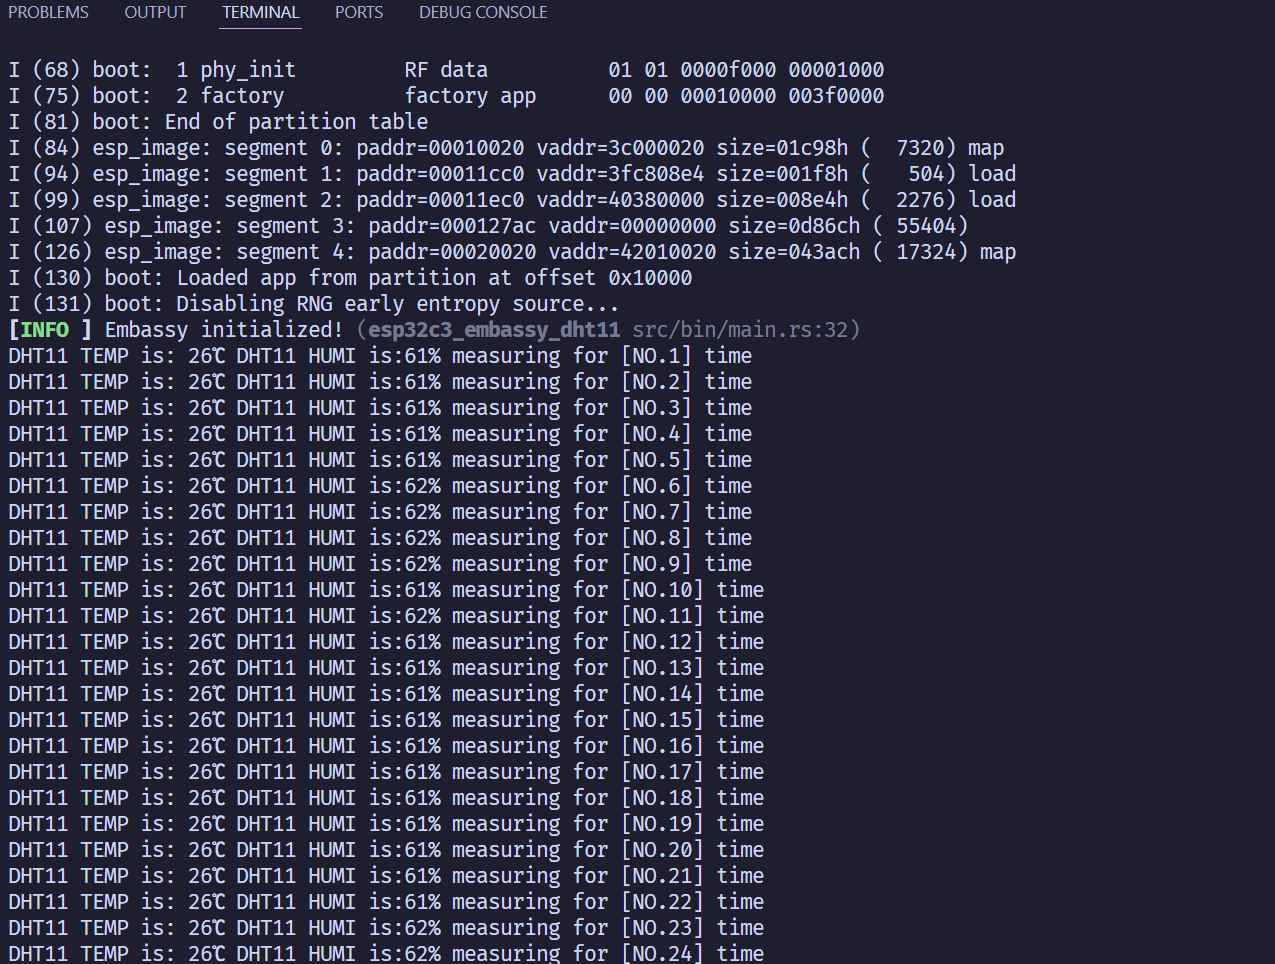 PROBLEMS OUTPUT TERMINAL PORTS DEBUG CONSOLE
I (68) boot:  1 phy_init         RF data          01 01 0000f000 00001000
I (75) boot:  2 factory          factory app      00 00 00010000 003f0000
I (81) boot: End of partition table
I (84) esp_image: segment 0: paddr=00010020 vaddr=3c000020 size=01c98h (  7320) map
I (94) esp_image: segment 1: paddr=00011cc0 vaddr=3fc808e4 size=001f8h (   504) load
I (99) esp_image: segment 2: paddr=00011ec0 vaddr=40380000 size=008e4h (  2276) load
I (107) esp_image: segment 3: paddr=000127ac vaddr=00000000 size=0d86ch ( 55404)
I (126) esp_image: segment 4: paddr=00020020 vaddr=42010020 size=043ach ( 17324) map
I (130) boot: Loaded app from partition at offset 0x10000
I (131) boot: Disabling RNG early entropy source...
[INFO ] Embassy initialized! (esp32c3_embassy_dht11 src/bin/main.rs:32)
DHT11 TEMP is: 26℃ DHT11 HUMI is:61% measuring for [NO.1] time
DHT11 TEMP is: 26℃ DHT11 HUMI is:61% measuring for [NO.2] time
DHT11 TEMP is: 26℃ DHT11 HUMI is:61% measuring for [NO.3] time
DHT11 TEMP is: 26℃ DHT11 HUMI is:61% measuring for [NO.4] time
DHT11 TEMP is: 26℃ DHT11 HUMI is:61% measuring for [NO.5] time
DHT11 TEMP is: 26℃ DHT11 HUMI is:62% measuring for [NO.6] time
DHT11 TEMP is: 26℃ DHT11 HUMI is:62% measuring for [NO.7] time
DHT11 TEMP is: 26℃ DHT11 HUMI is:62% measuring for [NO.8] time
DHT11 TEMP is: 26℃ DHT11 HUMI is:62% measuring for [NO.9] time
DHT11 TEMP is: 26℃ DHT11 HUMI is:62% measuring for [NO.10] time
DHT11 TEMP is: 26℃ DHT11 HUMI is:62% measuring for [NO.11] time
DHT11 TEMP is: 26℃ DHT11 HUMI is:61% measuring for [NO.12] time
DHT11 TEMP is: 26℃ DHT11 HUMI is:61% measuring for [NO.13] time
DHT11 TEMP is: 26℃ DHT11 HUMI is:61% measuring for [NO.14] time
DHT11 TEMP is: 26℃ DHT11 HUMI is:61% measuring for [NO.15] time
DHT11 TEMP is: 26℃ DHT11 HUMI is:61% measuring for [NO.16] time
DHT11 TEMP is: 26℃ DHT11 HUMI is:61% measuring for [NO.17] time
DHT11 TEMP is: 26℃ DHT11 HUMI is:61% measuring for [NO.18] time
DHT11 TEMP is: 26℃ DHT11 HUMI is:61% measuring for [NO.19] time
DHT11 TEMP is: 26℃ DHT11 HUMI is:61% measuring for [NO.20] time
DHT11 TEMP is: 26℃ DHT11 HUMI is:61% measuring for [NO.21] time
DHT11 TEMP is: 26℃ DHT11 HUMI is:61% measuring for [NO.22] time
DHT11 TEMP is: 26℃ DHT11 HUMI is:62% measuring for [NO.23] time
DHT11 TEMP is: 26℃ DHT11 HUMI is:62% measuring for [NO.24] time